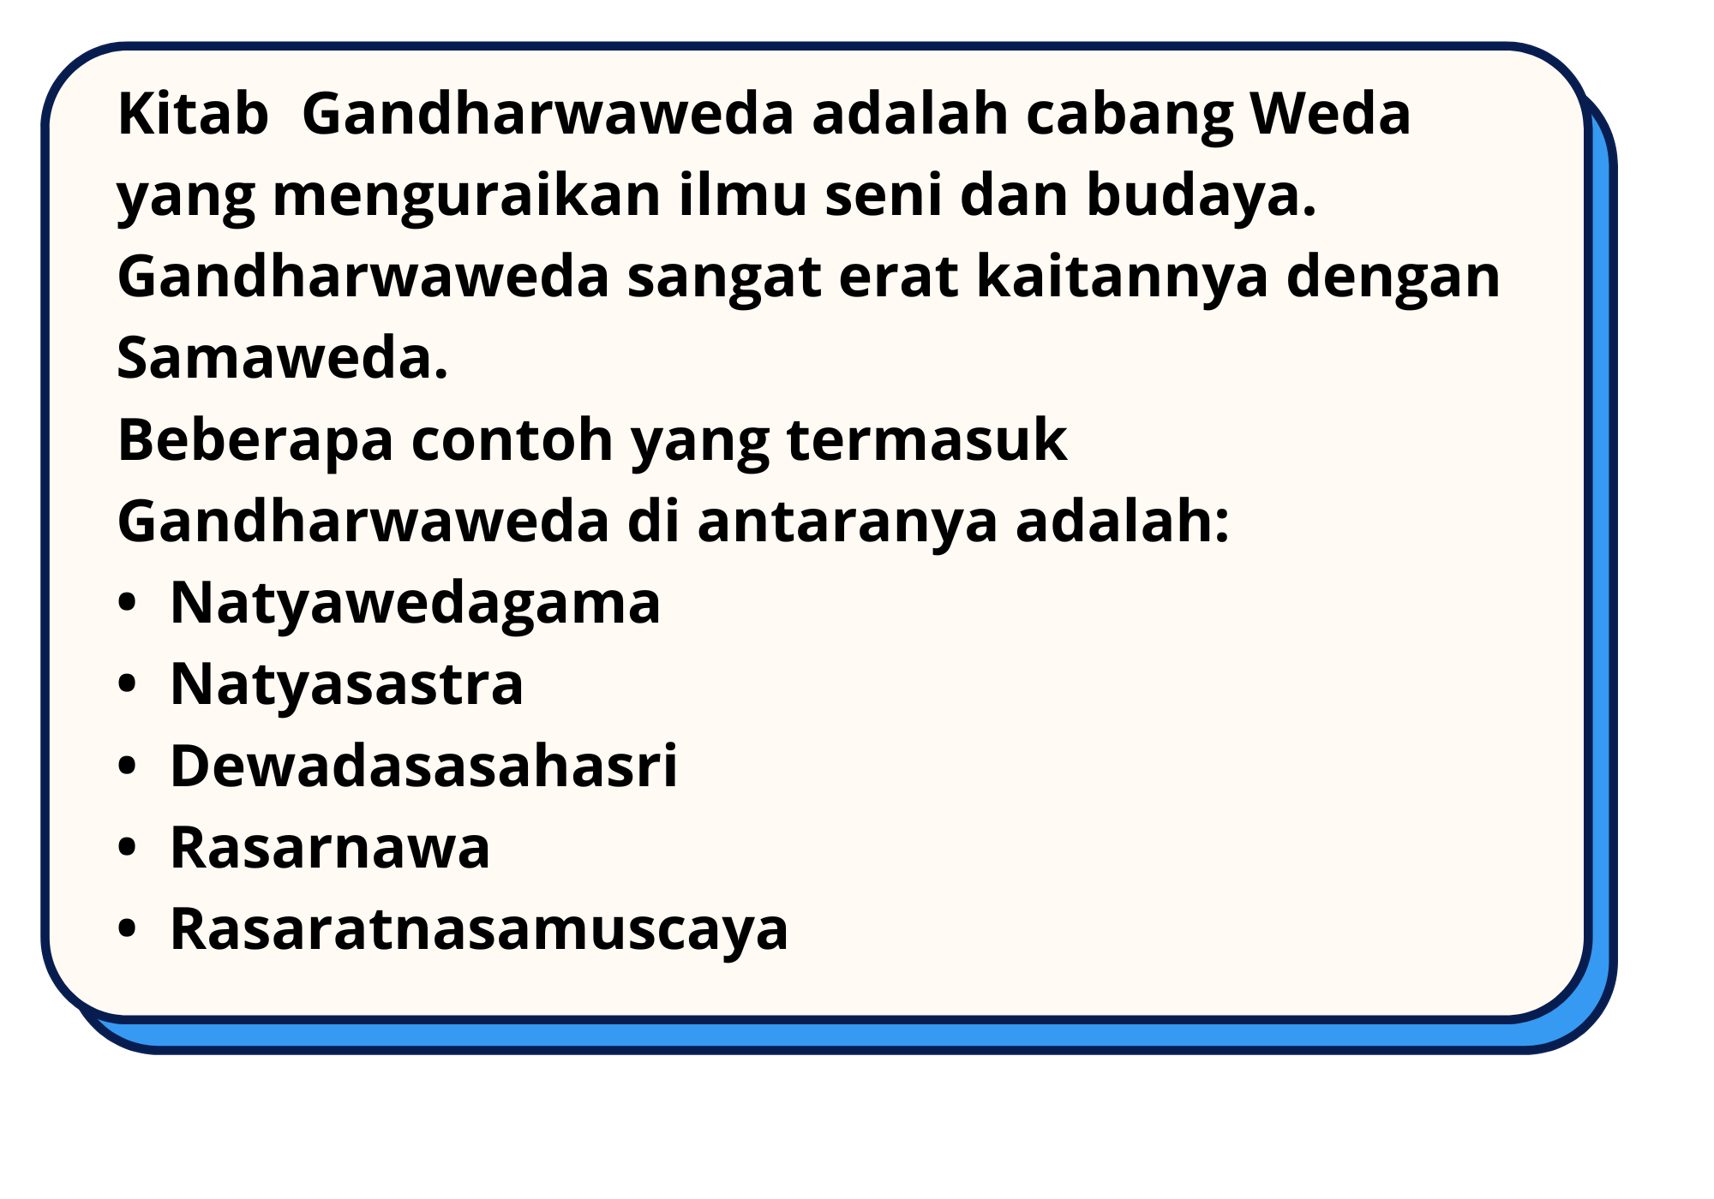 Kitab  Gandharwaweda adalah cabang Weda
yang menguraikan ilmu seni dan budaya.
Gandharwaweda sangat erat kaitannya dengan
Samaweda.
Beberapa contoh yang termasuk
Gandharwaweda di antaranya adalah:
• Natyawedagama
• Natyasastra
• Dewadasasahasri
• Rasarnawa
• Rasaratnasamuscaya